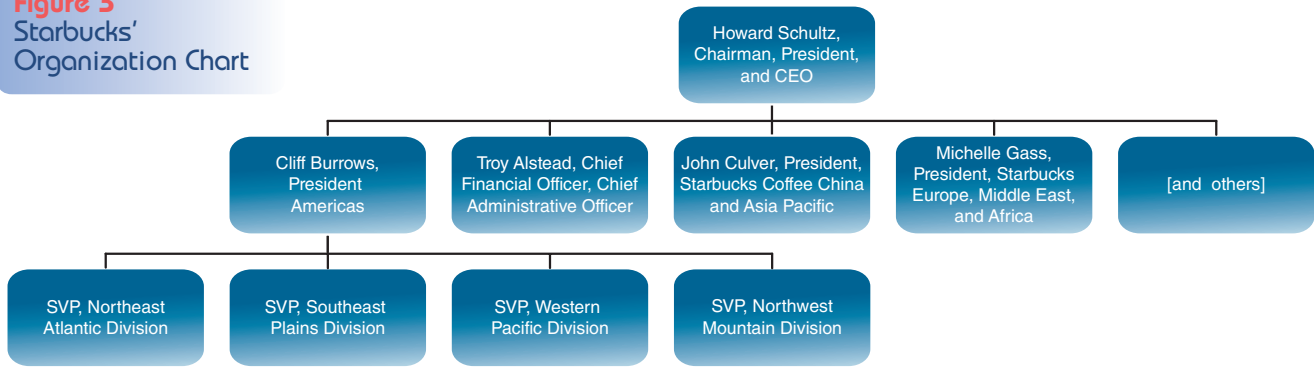 Figure 3
Starbucks'
Organization Chart
Howard Schultz,
Chairman, President,
and CEO
Cliff Burrows,
President
Americas
Troy Alstead, Chief
Financial Officer, Chief
Administrative Officer
John Culver, President,
Starbucks Coffee China
and Asia Pacific
Michelle Gass,
President, Starbucks
Europe, Middle East,
and Africa
[and others]
SVP, Northeast
Atlantic Division
SVP, Southeast
Plains Division
SVP, Western
Pacific Division
SVP, Northwest
Mountain Division